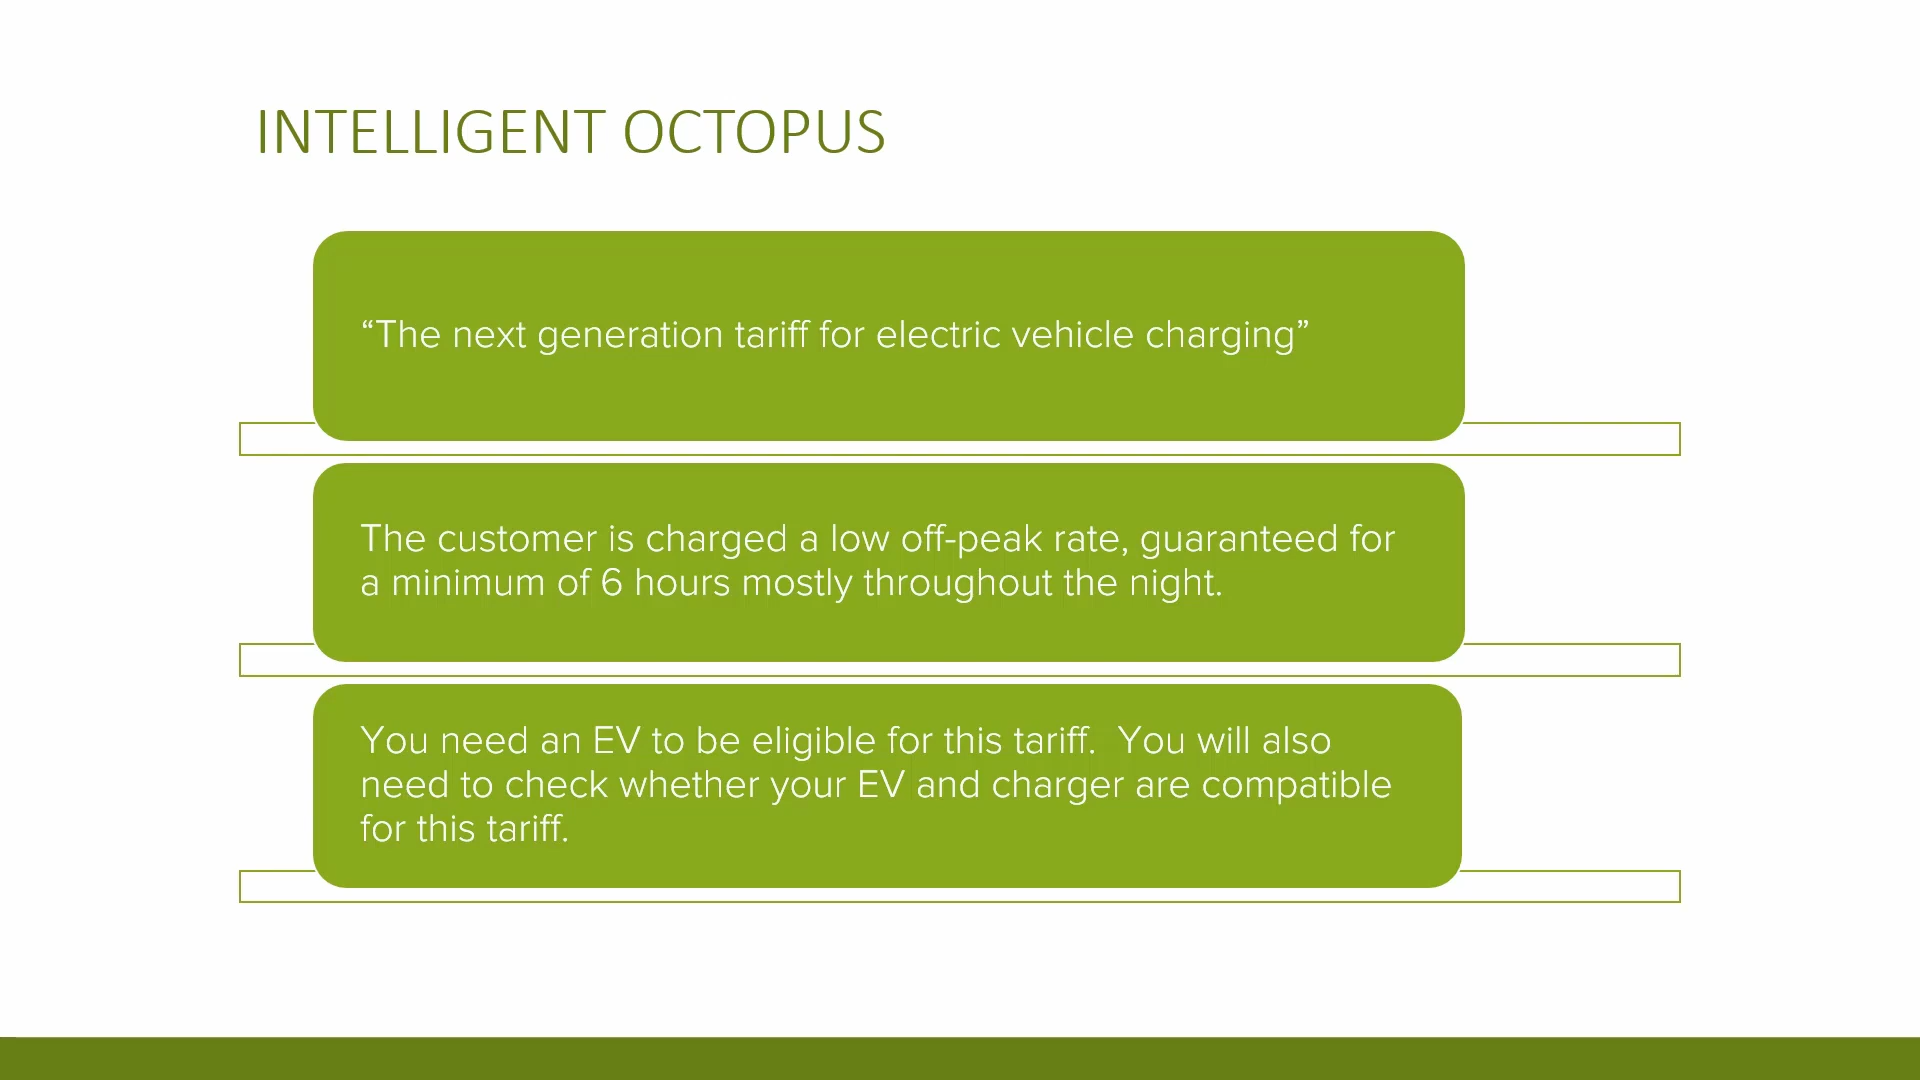 INTELLIGENT OCTOPUS
“The next generation tariff for electric vehicle charging”
The customer is charged a low off-peak rate, guaranteed for
a minimum of 6 hours mostly throughout the night.
You need an EV to be eligible for this tariff.  You will also
need to check whether your EV and charger are compatible
for this tariff.